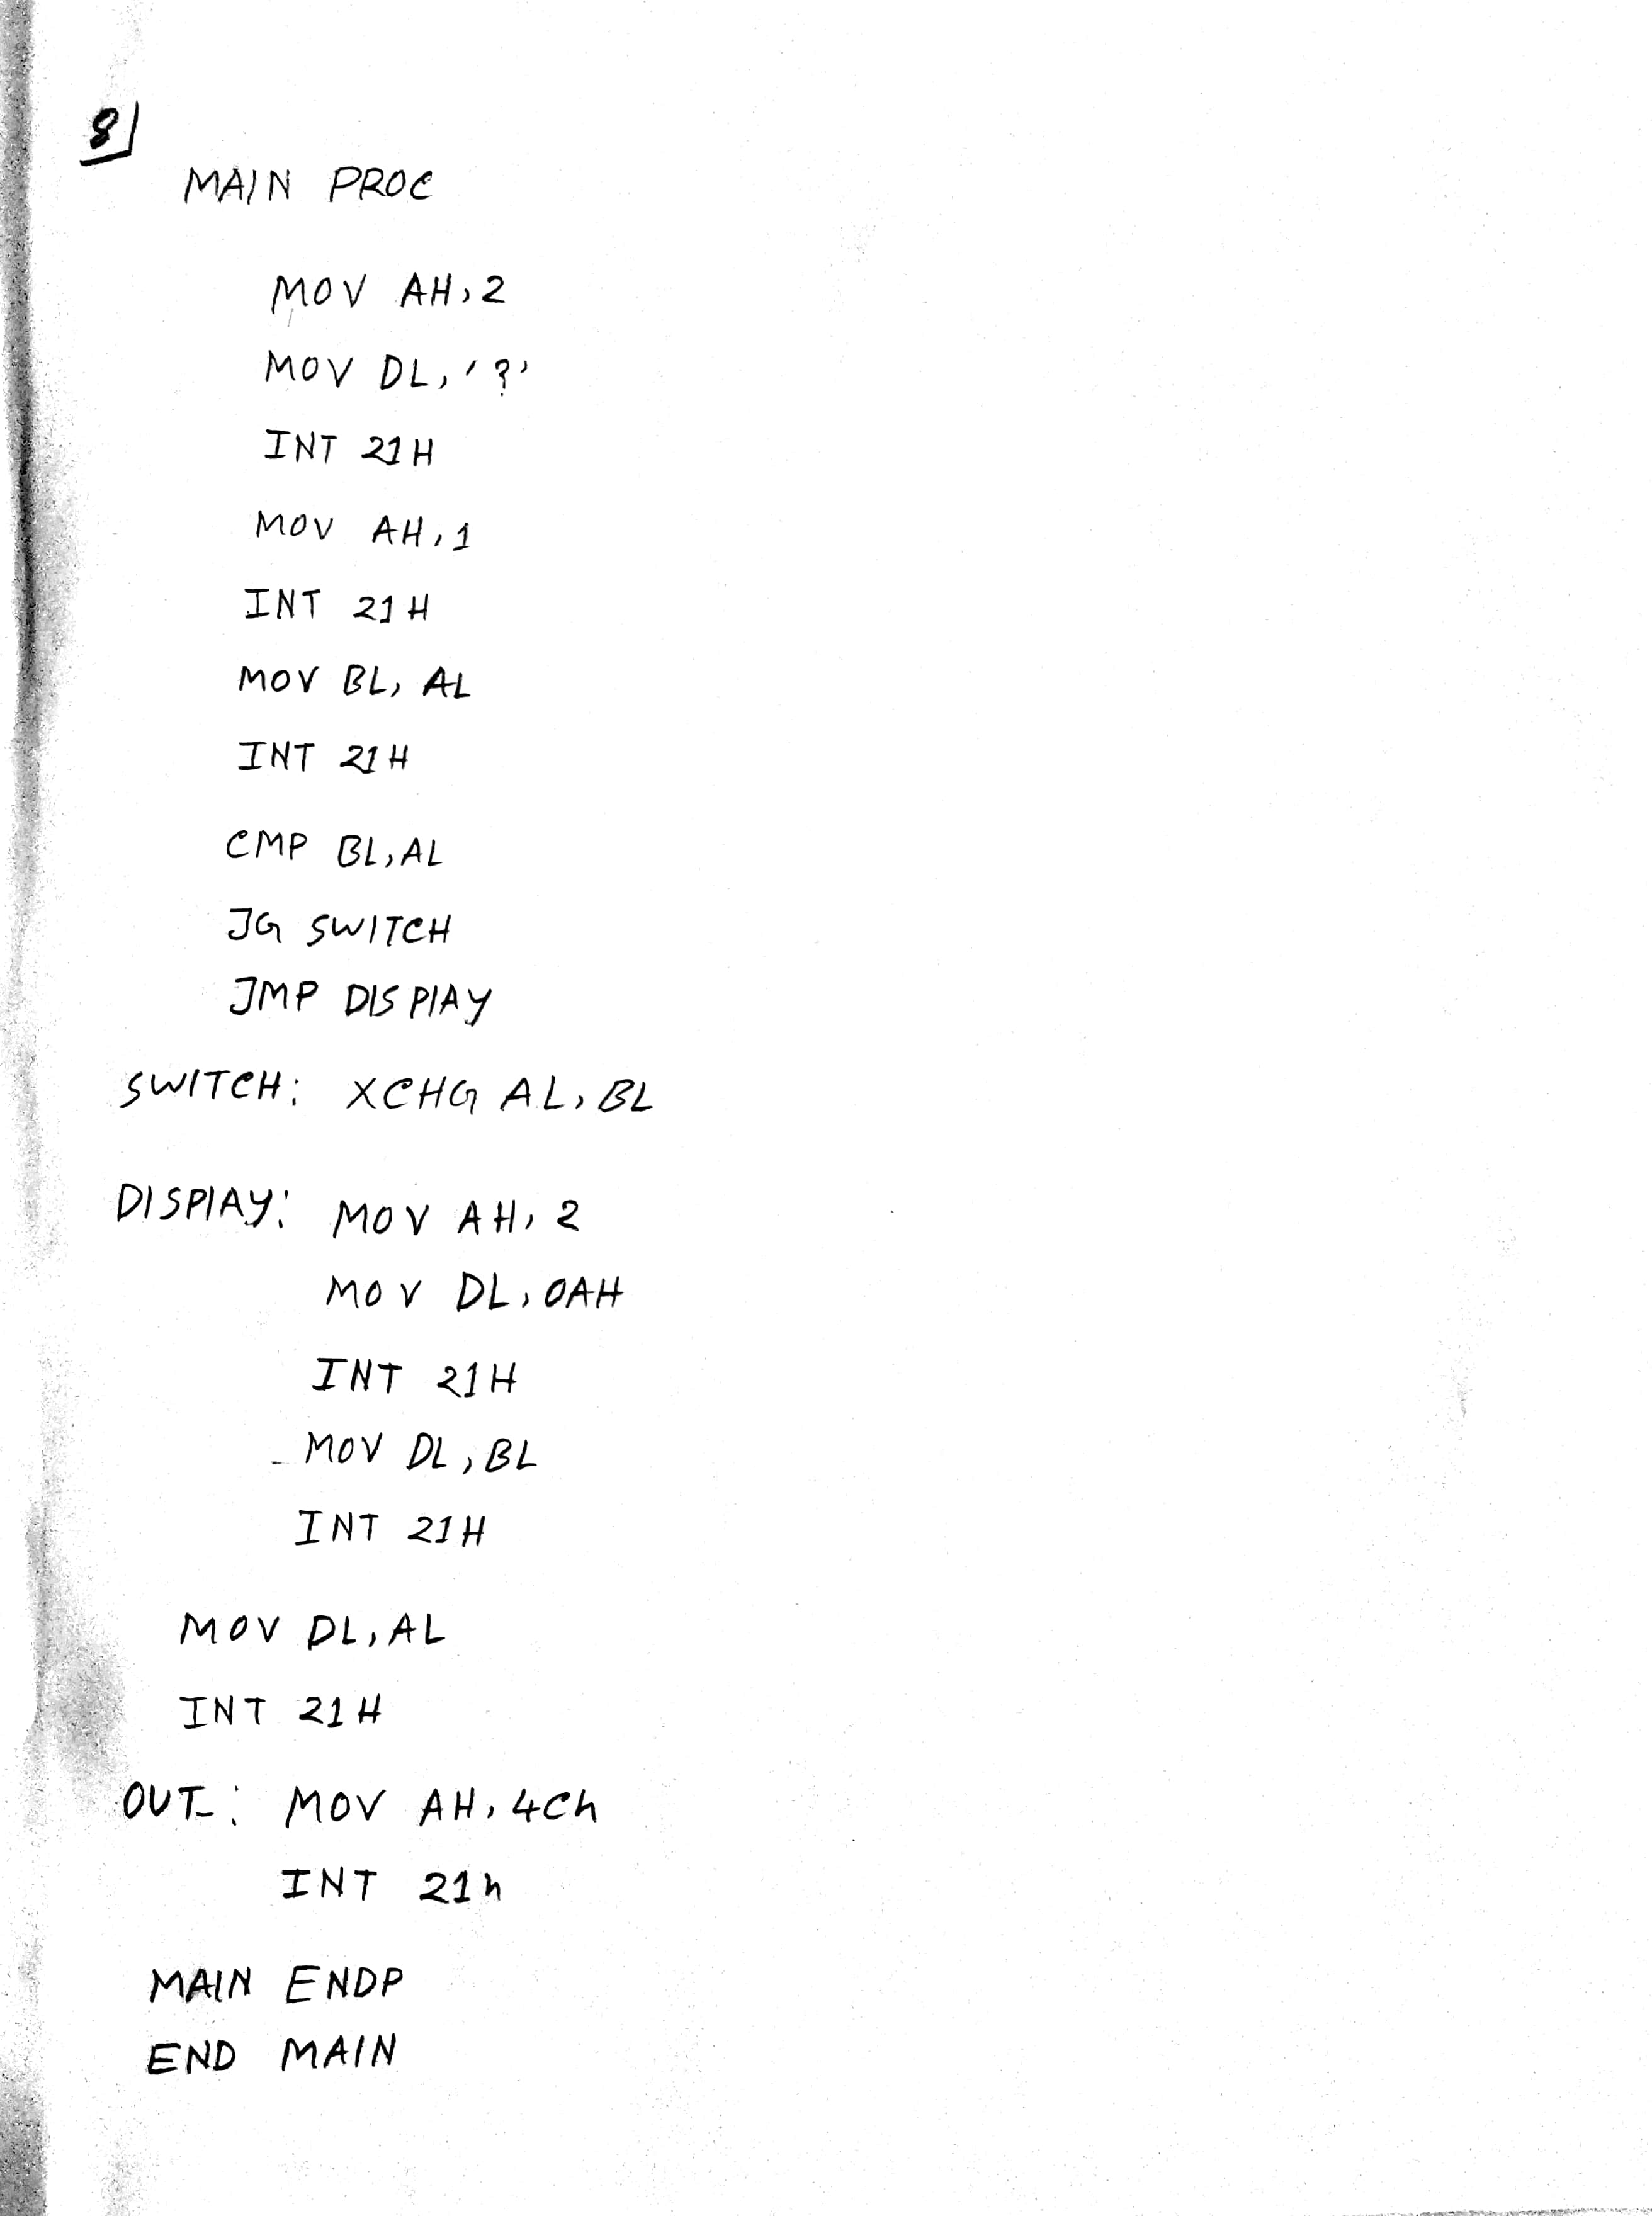 8
MAIN PROC
MOV AH, 2
MOV DL, '?'
INT 21H
MOV AH, 1
INT 21H
MOV BL, AL
INT 21H
CMP BL, AL
JG SWITCH
JMP DISPlAY
SWITCH: XCHG AL, BL
DISPlAY: MOV AH, 2
MOV DL, 0AH
INT 21H
MOV DL, BL
INT 21H
MOV DL, AL
INT 21H
OUT_: MOV AH, 4Ch
INT 21h
MAIN ENDP
END MAIN